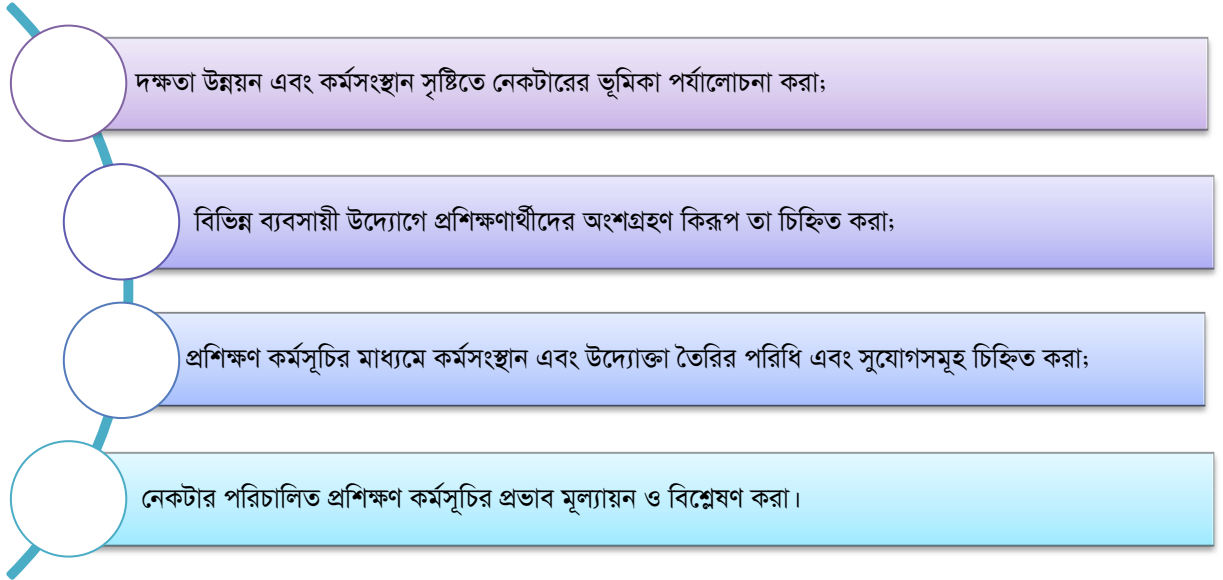 দক্ষতা উন্নয়ন এবং কর্মসংস্থান সৃষ্টিতে নেকটারের ভূমিকা পর্যালোচনা করা;
বিভিন্ন ব্যবসায়ী উদ্যোগে প্রশিক্ষণার্থীদের অংশগ্রহণ কিরূপ তা চিহ্নিত করা;
প্রশিক্ষণ কর্মসূচির মাধ্যমে কর্মসংস্থান এবং উদ্যোক্তা তৈরির পরিধি এবং সুযোগসমূহ চিহ্নিত করা;
নেকটার পরিচালিত প্রশিক্ষণ কর্মসূচির প্রভাব মূল্যায়ন ও বিশ্লেষণ করা।